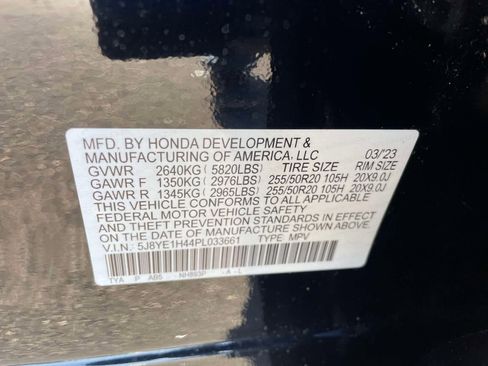 MFD. BY HONDA DEVELOPMENT &
MANUFACTURING OF AMERICA, LLC 03/'23
GVWR 2640KG (5820LBS) TIRE SIZE RIM SIZE
GAWR F 1350KG (2976LBS) 255/50R20 105H 20X9.0J
GAWR R 1345KG (2965LBS) 255/50R20 105H 20X9.0J
THIS VEHICLE CONFORMS TO ALL APPLICABLE
FEDERAL MOTOR VEHICLE SAFETY
AND THEFT PREVENTION STANDARDS IN EFFECT
ON THE DATE OF MANUFACTURE SHOWN ABOVE.
V.I.N.: 5J8YE1H44PL033661 TYPE: MPV
TYA P AB5 NH893P -A -L